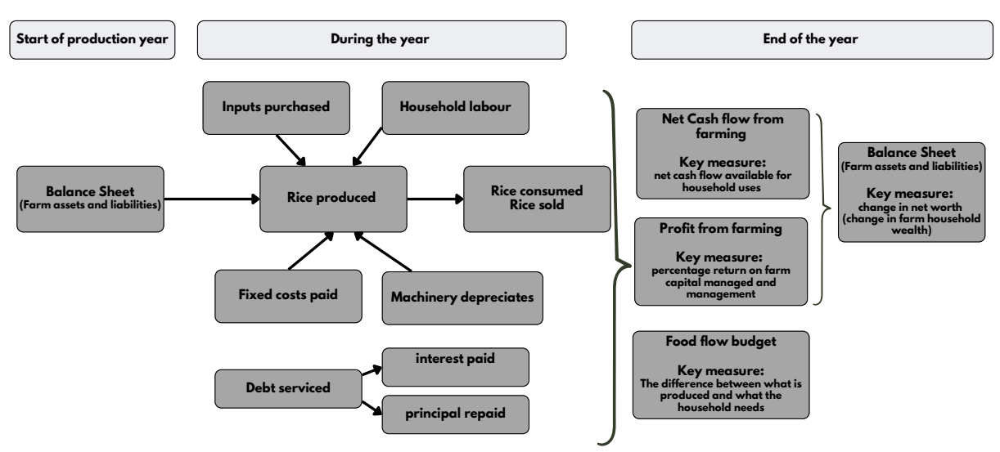 Start of production year
During the year
End of the year
Inputs purchased
Household labour
Balance Sheet
(Farm assets and liabilities)
Rice produced
Rice consumed
Rice sold
Fixed costs paid
Machinery depreciates
Debt serviced
interest paid
principal repaid
Net Cash flow from
farming
Key measure:
net cash flow available for
household uses
Profit from farming
Key measure:
percentage return on farm
capital managed and
management
Food flow budget
Key measure:
The difference between what is
produced and what the
household needs
Balance Sheet
(Farm assets and liabilities)
Key measure:
change in net worth
(change in farm household
wealth)